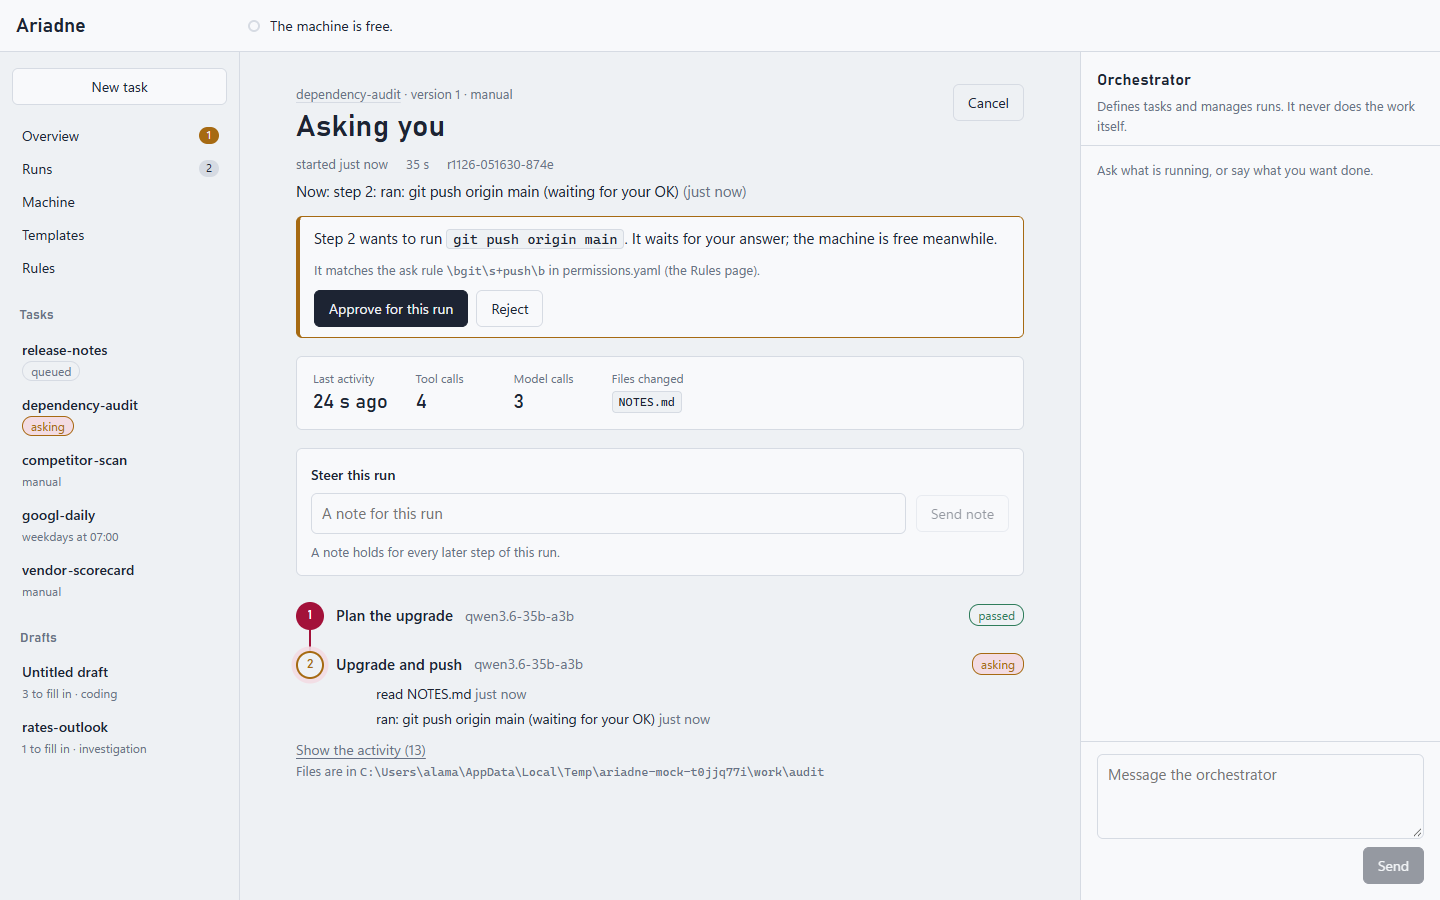 Ariadne
The machine is free.
New task
Overview 1
Runs 2
Machine
Templates
Rules
Tasks
release-notes
queued
dependency-audit
asking
competitor-scan
manual
googl-daily
weekdays at 07:00
vendor-scorecard
manual
Drafts
Untitled draft
3 to fill in · coding
rates-outlook
1 to fill in · investigation
dependency-audit · version 1 · manual
Cancel
Asking you
started just now 35 s r1126-051630-874e
Now: step 2: ran: git push origin main (waiting for your OK) (just now)
Step 2 wants to run git push origin main. It waits for your answer; the machine is free meanwhile.
It matches the ask rule \bgit\s+push\b in permissions.yaml (the Rules page).
Approve for this run Reject
Last activity Tool calls Model calls Files changed
24 s ago 4 3 NOTES.md
Steer this run
A note for this run Send note
A note holds for every later step of this run.
1 Plan the upgrade qwen3.6-35b-a3b passed
2 Upgrade and push qwen3.6-35b-a3b asking
read NOTES.md just now
ran: git push origin main (waiting for your OK) just now
Show the activity (13)
Files are in C:\Users\alama\AppData\Local\Temp\ariadne-mock-t0jjq77i\work\audit
Orchestrator
Defines tasks and manages runs. It never does the work
itself.
Ask what is running, or say what you want done.
Message the orchestrator
Send